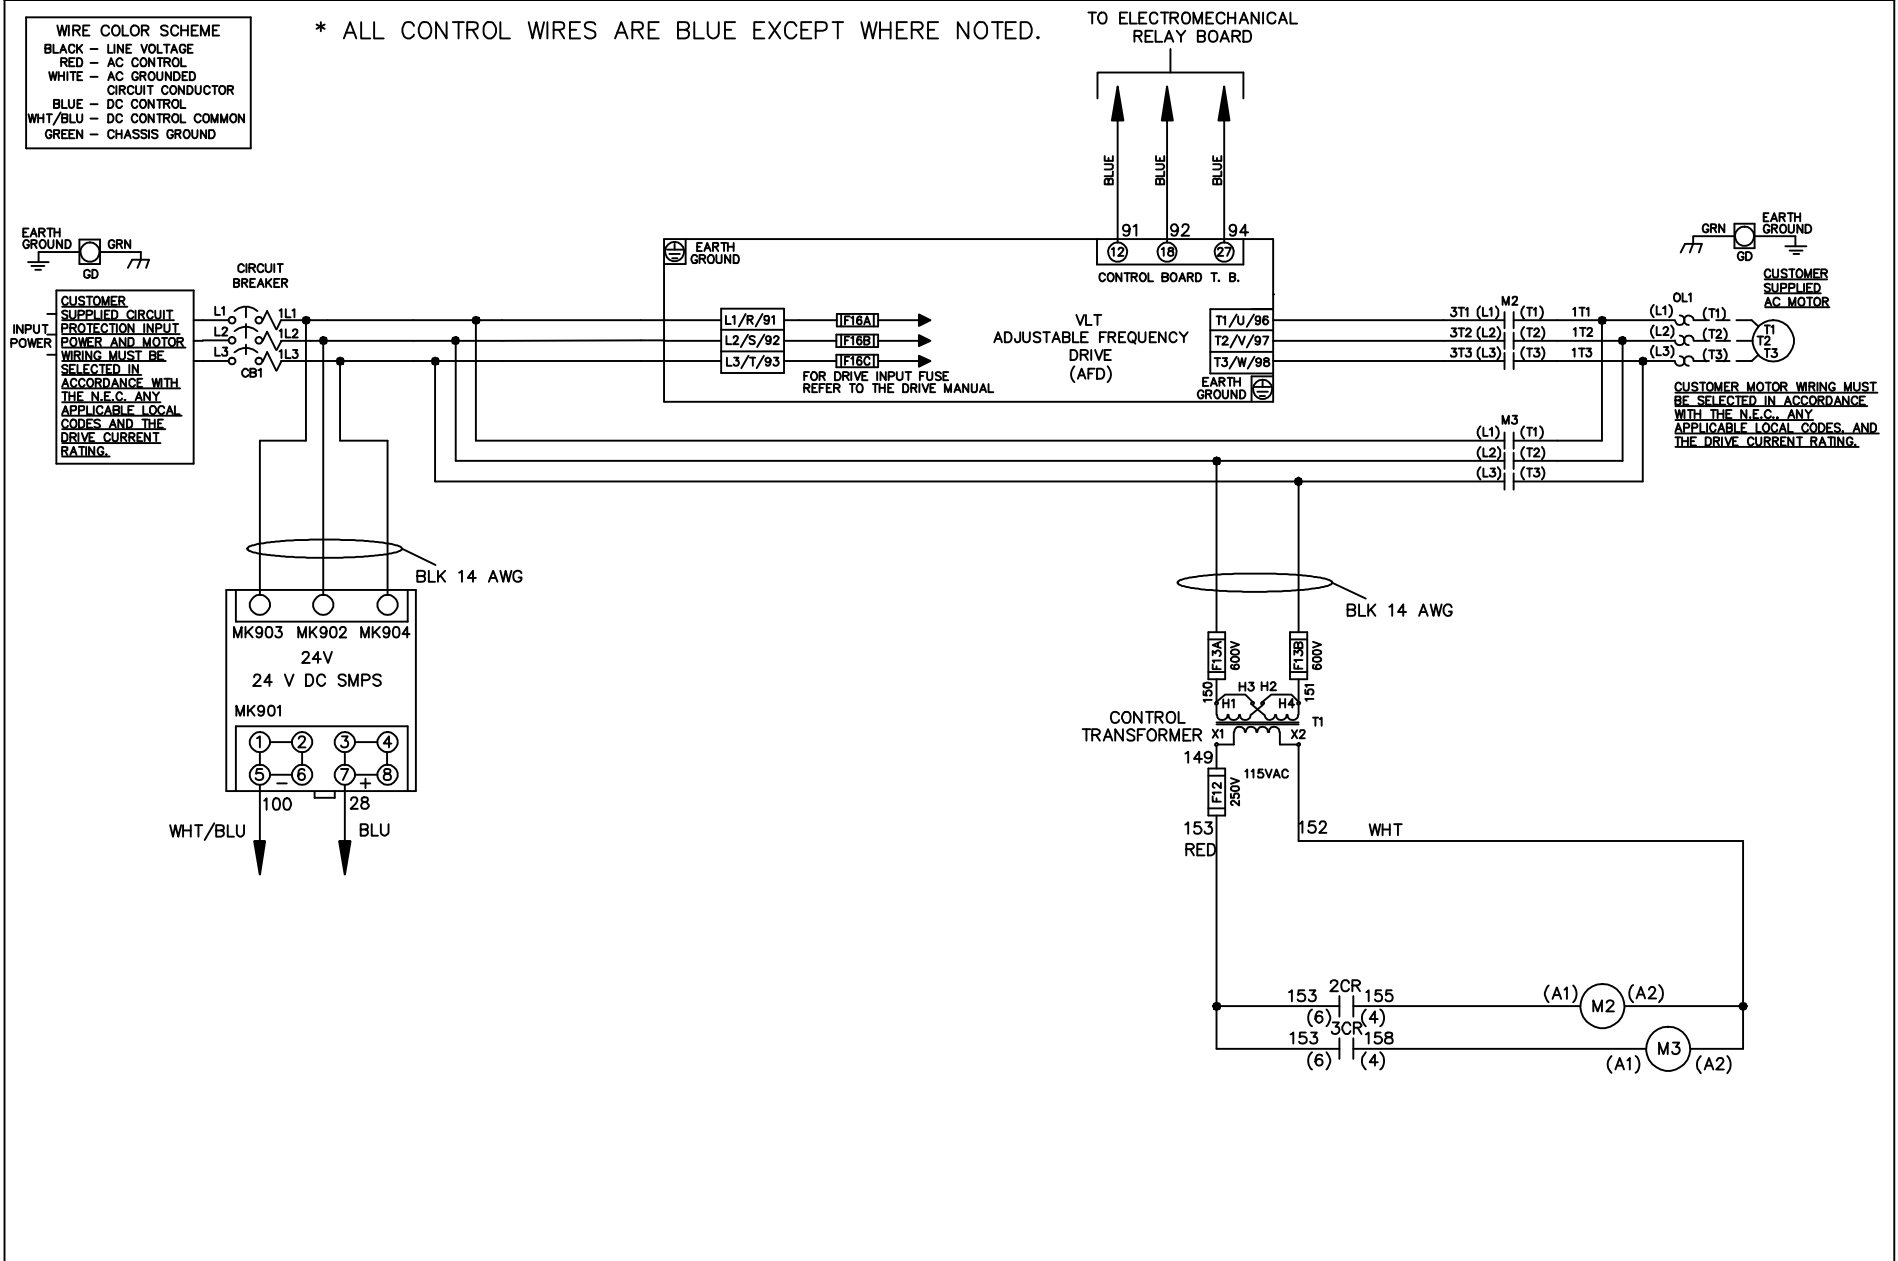 WIRE COLOR SCHEME
BLACK – LINE VOLTAGE
RED – AC CONTROL
WHITE – AC GROUNDED
CIRCUIT CONDUCTOR
BLUE – DC CONTROL
WHT/BLU – DC CONTROL COMMON
GREEN – CHASSIS GROUND
* ALL CONTROL WIRES ARE BLUE EXCEPT WHERE NOTED.
TO ELECTROMECHANICAL
RELAY BOARD
BLUE
BLUE
BLUE
91 92 94
12 18 27
CONTROL BOARD T. B.
EARTH
GROUND
GRN
GD
INPUT
POWER
CUSTOMER
SUPPLIED CIRCUIT
PROTECTION INPUT
POWER AND MOTOR
WIRING MUST BE
SELECTED IN
ACCORDANCE WITH
THE N.E.C. ANY
APPLICABLE LOCAL
CODES AND THE
DRIVE CURRENT
RATING.
CIRCUIT
BREAKER
L1 1L1
L2 1L2
L3 1L3
CB1
EARTH
GROUND
L1/R/91 IF16A
L2/S/92 IF16B
L3/T/93 IF16C
FOR DRIVE INPUT FUSE
REFER TO THE DRIVE MANUAL
VLT
ADJUSTABLE FREQUENCY
DRIVE
(AFD)
T1/U/96
T2/V/97
T3/W/98
EARTH
GROUND
M2
3T1 (L1) (T1) 1T1
3T2 (L2) (T2) 1T2
3T3 (L3) (T3) 1T3
M3
(L1) (T1)
(L2) (T2)
(L3) (T3)
GRN
EARTH
GROUND
GD
CUSTOMER
SUPPLIED
AC MOTOR
OL1
(L1) (T1)
(L2) (T2)
(L3) (T3)
T1
T2
T3
CUSTOMER MOTOR WIRING MUST
BE SELECTED IN ACCORDANCE
WITH THE N.E.C., ANY
APPLICABLE LOCAL CODES, AND
THE DRIVE CURRENT RATING.
BLK 14 AWG
MK903 MK902 MK904
24V
24 V DC SMPS
MK901
1 2 3 4
5 – 6 7 + 8
100 28
WHT/BLU BLU
BLK 14 AWG
F13A
600V
F13B
600V
150
151
H3 H2
H1 H4
T1
CONTROL
TRANSFORMER
X1 X2
149
115VAC
F12
250V
153
RED
152 WHT
2CR
153 155
(6) (4)
(A1) M2 (A2)
3CR
153 158
(6) (4)
(A1) M3 (A2)